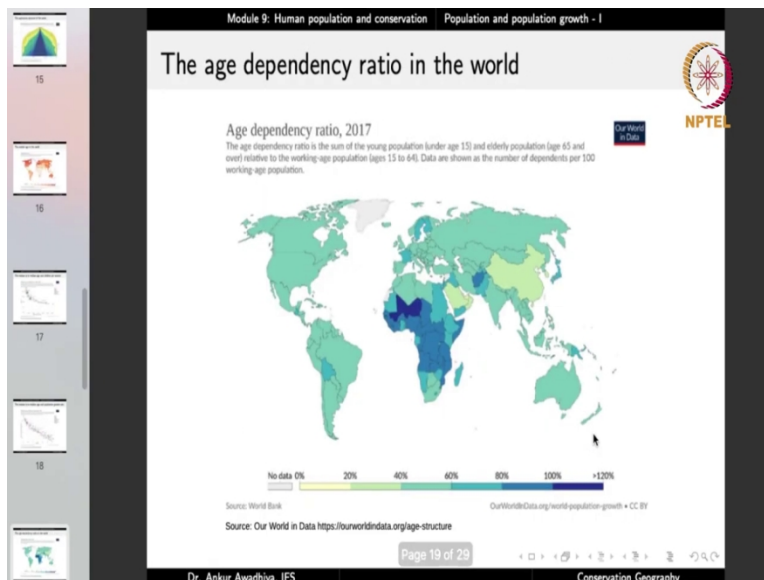 Module 9: Human population and conservation Population and population growth - I
The age dependency ratio in the world
NPTEL
Age dependency ratio, 2017
Our World
in Data
The age dependency ratio is the sum of the young population (under age 15) and elderly population (age 65 and
over) relative to the working-age population (ages 15 to 64). Data are shown as the number of dependents per 100
working-age population.
No data 0% 20% 40% 60% 80% 100% >120%
Source: World Bank OurWorldInData.org/world-population-growth • CC BY
Source: Our World in Data https://ourworldindata.org/age-structure
Page 19 of 29
Dr. Ankur Awadhiya, IFS Conservation Geography
15
16
17
18